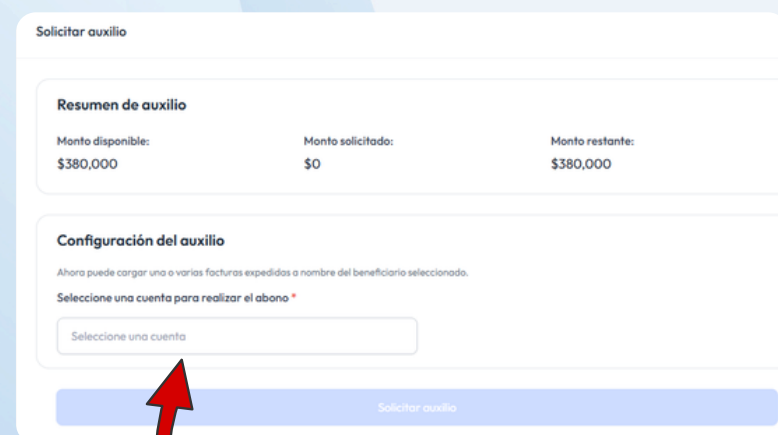 Solicitar auxilio
Resumen de auxilio
Monto disponible: Monto solicitado: Monto restante:
$380,000 $0 $380,000
Configuración del auxilio
Ahora puede cargar una o varias facturas expedidas a nombre del beneficiario seleccionado.
Seleccione una cuenta para realizar el abono *
Seleccione una cuenta
Solicitar auxilio